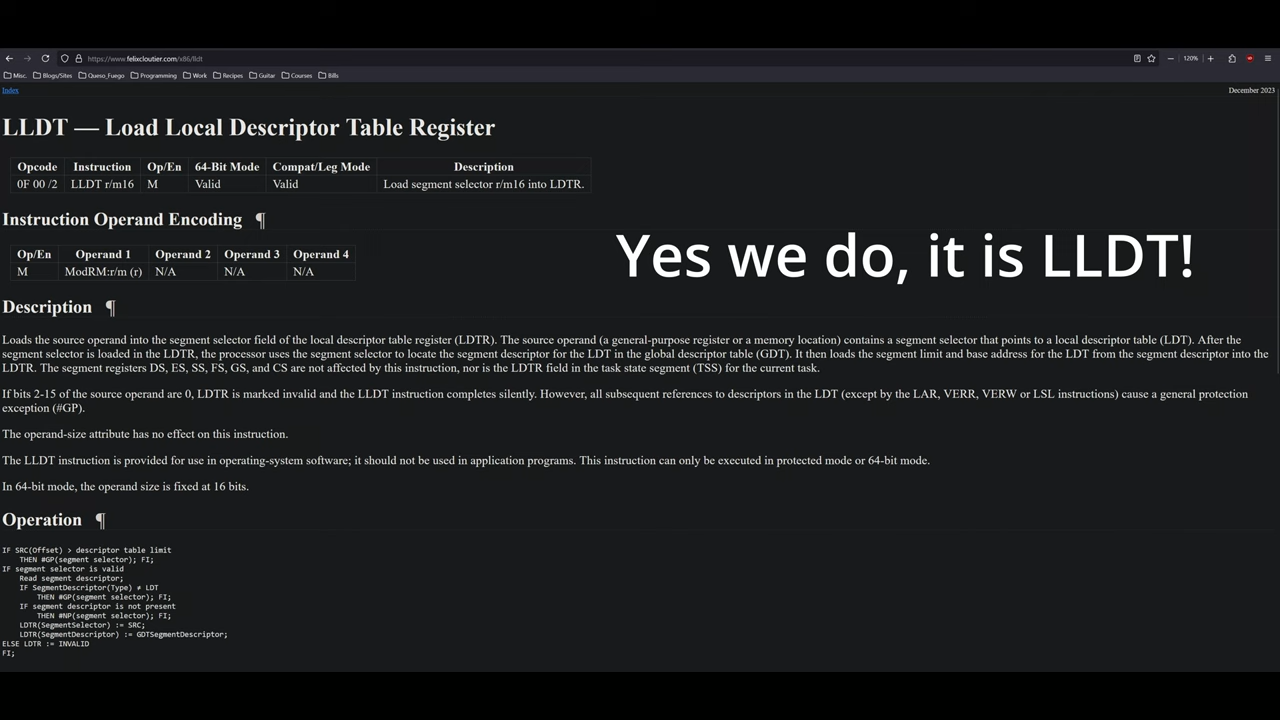 https://www.felixcloutier.com/x86/lldt
120%
Misc. Blogs/Sites Queso_Fuego Programming Work Recipes Guitar Courses Bills
Index
December 2023
LLDT — Load Local Descriptor Table Register
Opcode Instruction Op/En 64-Bit Mode Compat/Leg Mode Description
0F 00 /2 LLDT r/m16 M Valid Valid Load segment selector r/m16 into LDTR.
Instruction Operand Encoding ¶
Yes we do, it is LLDT!
Op/En Operand 1 Operand 2 Operand 3 Operand 4
M ModRM:r/m (r) N/A N/A N/A
Description ¶
Loads the source operand into the segment selector field of the local descriptor table register (LDTR). The source operand (a general-purpose register or a memory location) contains a segment selector that points to a local descriptor table (LDT). After the
segment selector is loaded in the LDTR, the processor uses the segment selector to locate the segment descriptor for the LDT in the global descriptor table (GDT). It then loads the segment limit and base address for the LDT from the segment descriptor into the
LDTR. The segment registers DS, ES, SS, FS, GS, and CS are not affected by this instruction, nor is the LDTR field in the task state segment (TSS) for the current task.
If bits 2-15 of the source operand are 0, LDTR is marked invalid and the LLDT instruction completes silently. However, all subsequent references to descriptors in the LDT (except by the LAR, VERR, VERW or LSL instructions) cause a general protection
exception (#GP).
The operand-size attribute has no effect on this instruction.
The LLDT instruction is provided for use in operating-system software; it should not be used in application programs. This instruction can only be executed in protected mode or 64-bit mode.
In 64-bit mode, the operand size is fixed at 16 bits.
Operation ¶
IF SRC(Offset) > descriptor table limit
THEN #GP(segment selector); FI;
IF segment selector is valid
Read segment descriptor;
IF SegmentDescriptor(Type) ≠ LDT
THEN #GP(segment selector); FI;
IF segment descriptor is not present
THEN #NP(segment selector); FI;
LDTR(SegmentSelector) := SRC;
LDTR(SegmentDescriptor) := GDTSegmentDescriptor;
ELSE LDTR := INVALID
FI;